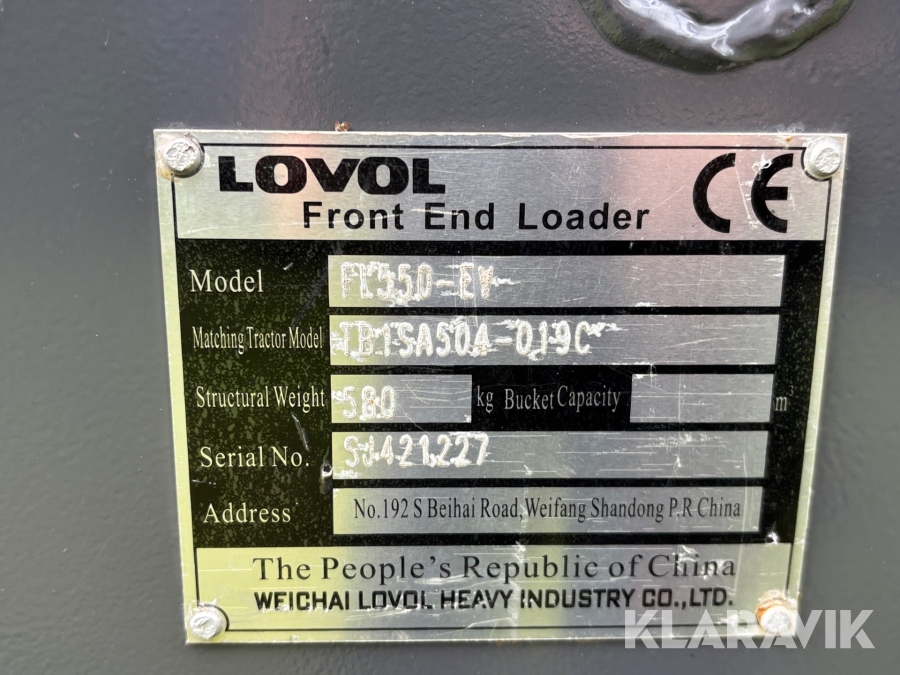 LOVOL CE
Front End Loader
Model FL550-EV
Matching Tractor Model TB1SA50A-019C
Structural Weight 580 kg Bucket Capacity m³
Serial No. SJ421227
Address No.192 S Beihai Road,Weifang Shandong P.R China
The People's Republic of China
WEICHAI LOVOL HEAVY INDUSTRY CO.,LTD.
KLARAVIK